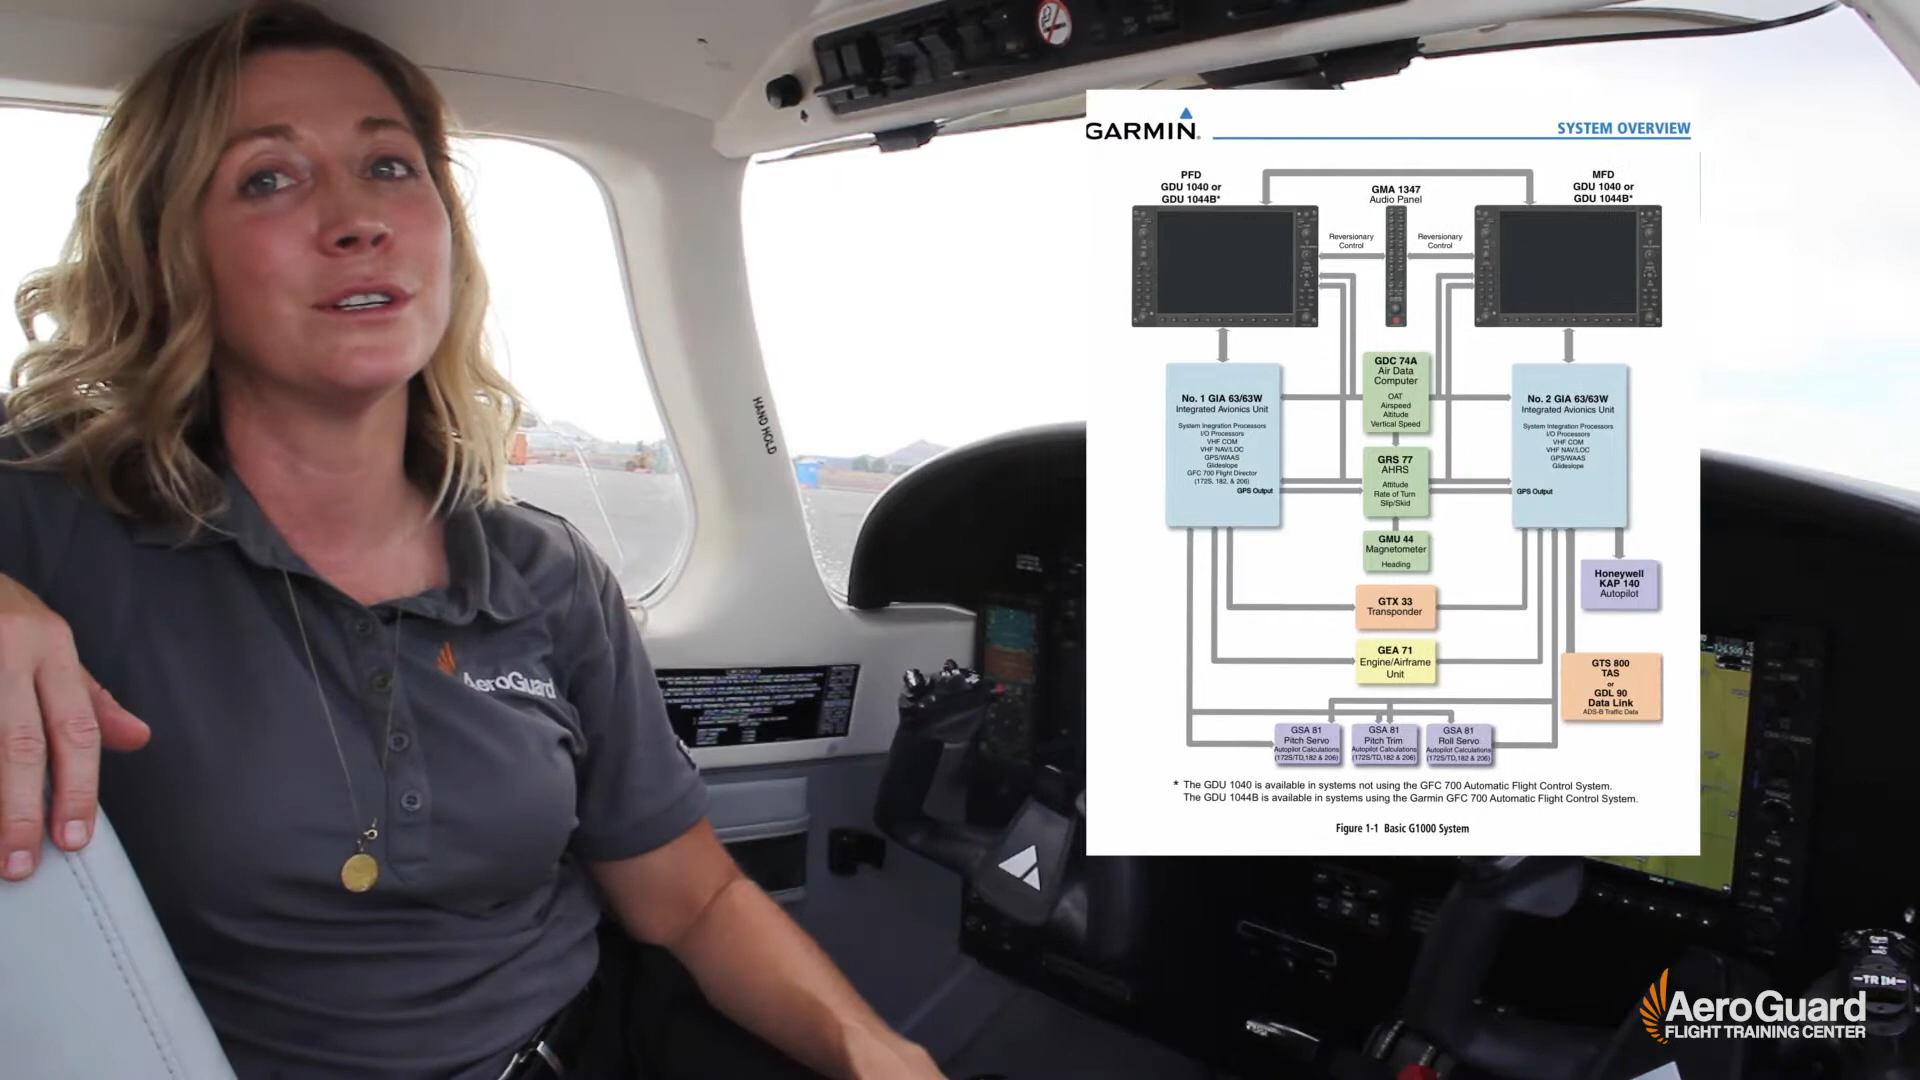 GARMIN
SYSTEM OVERVIEW
PFD
GDU 1040 or
GDU 1044B*
GMA 1347
Audio Panel
MFD
GDU 1040 or
GDU 1044B*
Reversionary
Control
Reversionary
Control
GDC 74A
Air Data
Computer
OAT
Airspeed
Altitude
Vertical Speed
No. 1 GIA 63/63W
Integrated Avionics Unit
System Integration Processors
I/O Processors
VHF COM
VHF NAV/LOC
GPS/WAAS
Glideslope
GFC 700 Flight Director
(172S, 182, & 206)
GPS Output
No. 2 GIA 63/63W
Integrated Avionics Unit
System Integration Processors
I/O Processors
VHF COM
VHF NAV/LOC
GPS/WAAS
Glideslope
GPS Output
GRS 77
AHRS
Attitude
Rate of Turn
Slip/Skid
GMU 44
Magnetometer
Heading
Honeywell
KAP 140
Autopilot
GTX 33
Transponder
GEA 71
Engine/Airframe
Unit
GTS 800
TAS
or
GDL 90
Data Link
ADS-B Traffic Data
GSA 81
Pitch Servo
Autopilot Calculations
(172S/TD,182 & 206)
GSA 81
Pitch Trim
Autopilot Calculations
(172S/TD,182 & 206)
GSA 81
Roll Servo
Autopilot Calculations
(172S/TD,182 & 206)
* The GDU 1040 is available in systems not using the GFC 700 Automatic Flight Control System.
The GDU 1044B is available in systems using the Garmin GFC 700 Automatic Flight Control System.
Figure 1-1 Basic G1000 System
HAND HOLD
AeroGuard
TRIM
AeroGuard
FLIGHT TRAINING CENTER